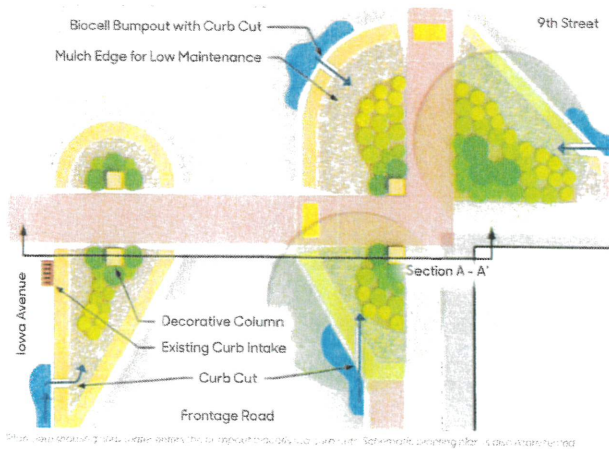 Biocell Bumpout with Curb Cut
9th Street
Mulch Edge for Low Maintenance
Section A - A'
Iowa Avenue
Decorative Column
Existing Curb Intake
Curb Cut
Frontage Road